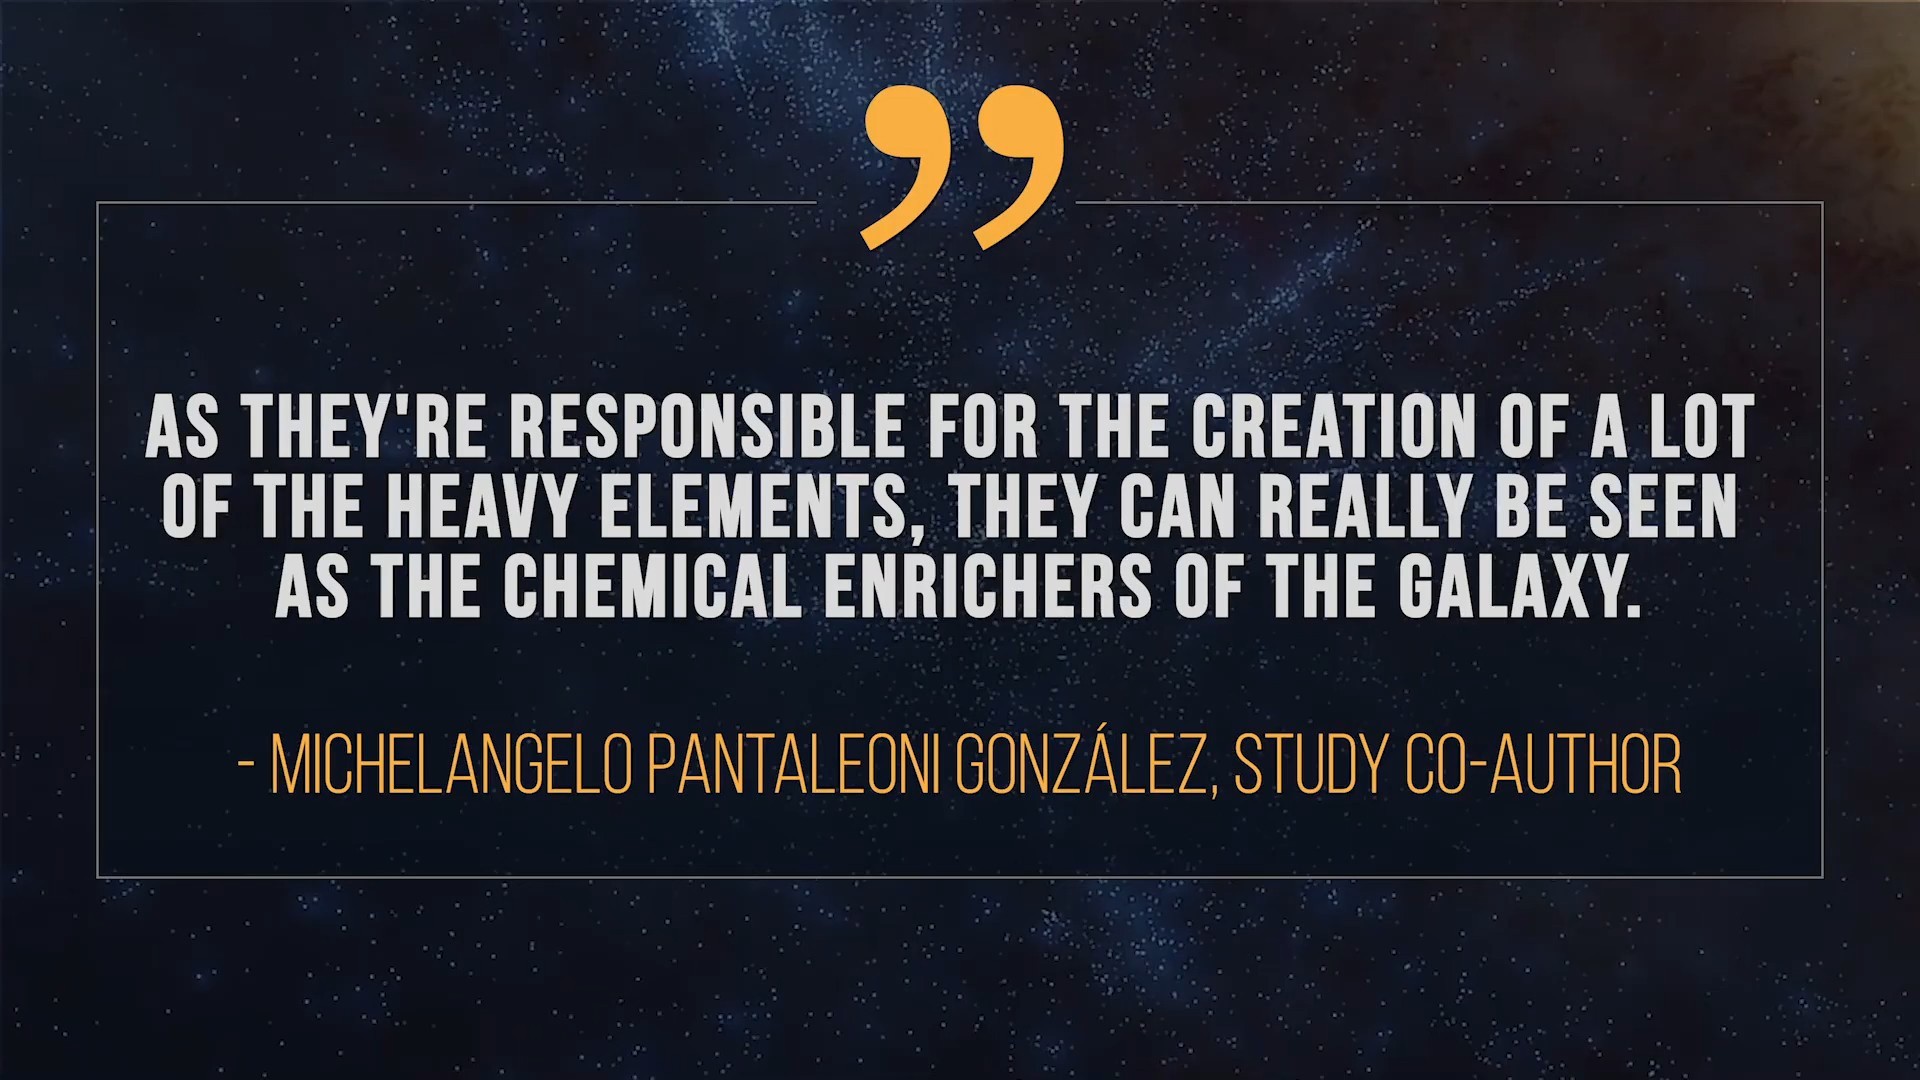 ”
AS THEY'RE RESPONSIBLE FOR THE CREATION OF A LOT
OF THE HEAVY ELEMENTS, THEY CAN REALLY BE SEEN
AS THE CHEMICAL ENRICHERS OF THE GALAXY.
- MICHELANGELO PANTALEONI GONZÁLEZ, STUDY CO-AUTHOR